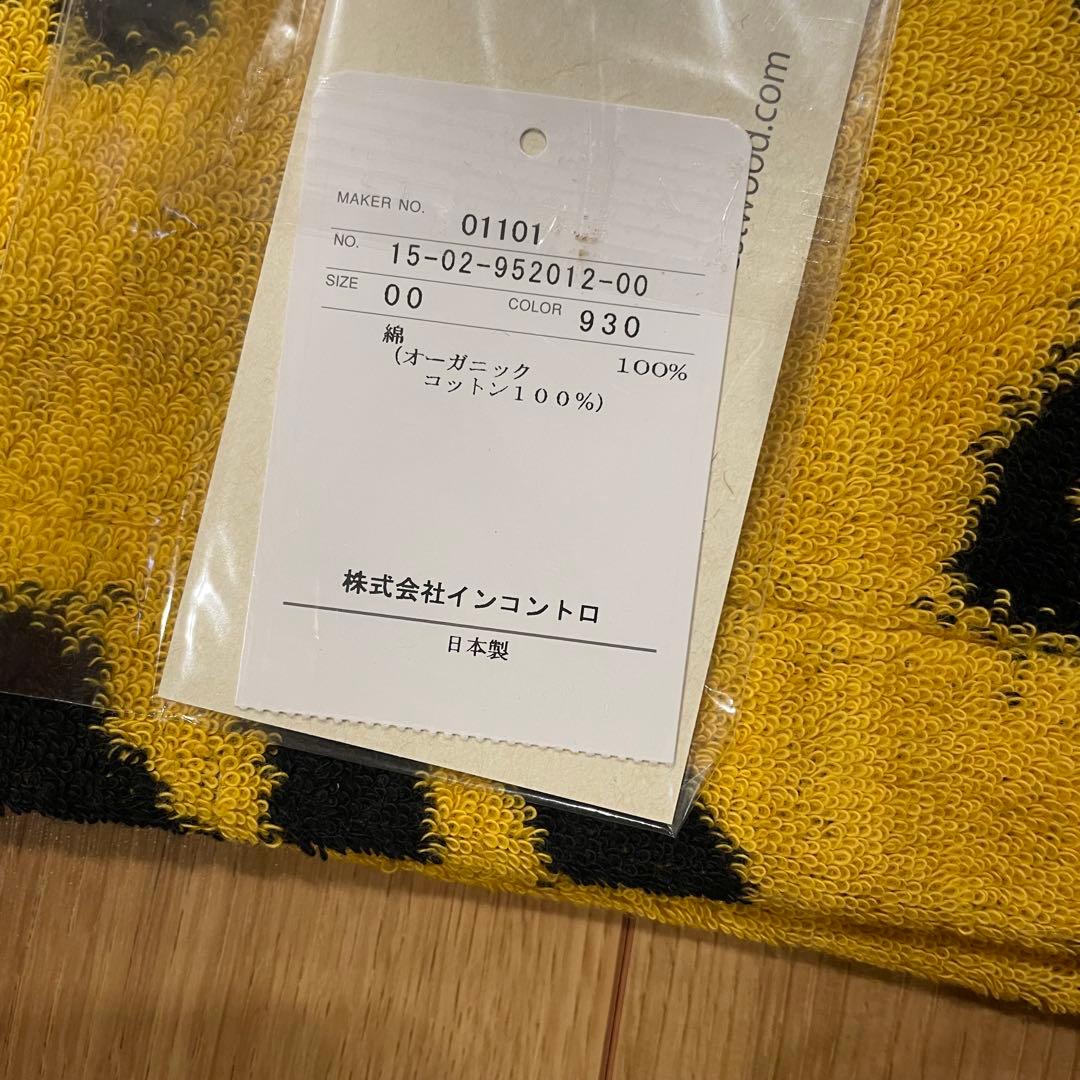 MAKER NO. 01101
NO. 15-02-952012-00
SIZE 00 COLOR 930
綿 100%
(オーガニック
コットン100%)
株式会社インコントロ
日本製
twood.com